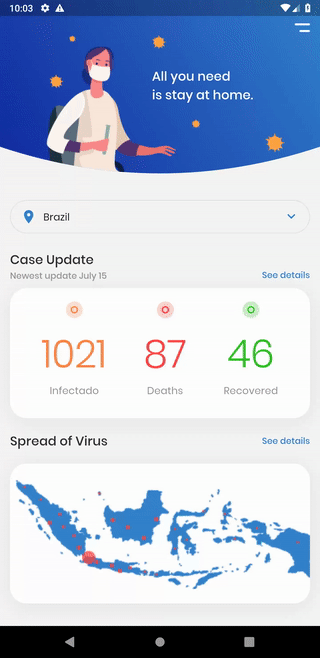 10:03
All you need
is stay at home.
Brazil
Case Update
Newest update July 15
See details
1021
87
46
Infectado
Deaths
Recovered
Spread of Virus
See details